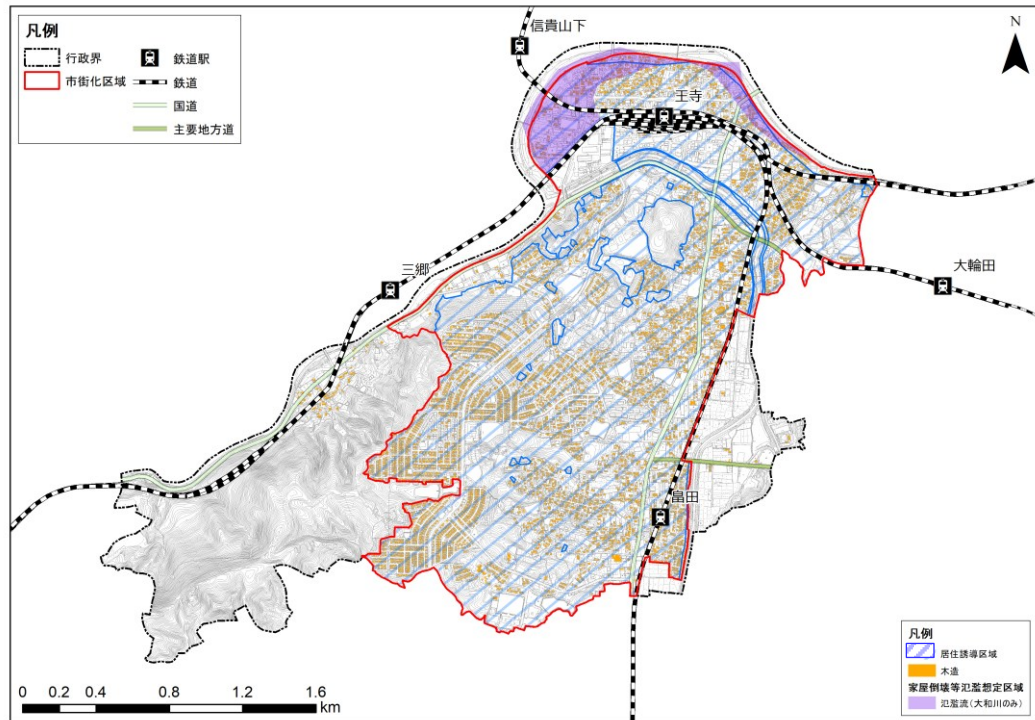 凡例
行政界
鉄道駅
市街化区域
鉄道
国道
主要地方道
信貴山下
N
王寺
三郷
大輪田
畠田
凡例
居住誘導区域
木造
家屋倒壊等氾濫想定区域
氾濫流(大和川のみ)
0 0.2 0.4 0.8 1.2 1.6
km